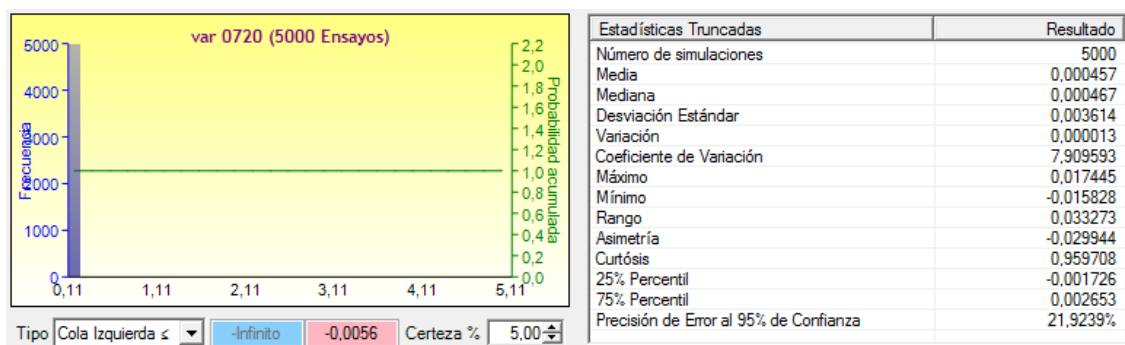 var 0720 (5000 Ensayos)
5000
4000
3000
2000
1000
0
Frecuencia
2,2
2,0
1,8
1,6
1,4
1,2
1,0
0,8
0,6
0,4
0,2
0,0
Probabilidad acumulada
0,11 1,11 2,11 3,11 4,11 5,11
Tipo Cola Izquierda ≤ -Infinito -0,0056 Certeza % 5,00
Estadísticas Truncadas Resultado
Número de simulaciones 5000
Media 0,000457
Mediana 0,000467
Desviación Estándar 0,003614
Variación 0,000013
Coeficiente de Variación 7,909593
Máximo 0,017445
Mínimo -0,015828
Rango 0,033273
Asimetría -0,029944
Curtósis 0,959708
25% Percentil -0,001726
75% Percentil 0,002653
Precisión de Error al 95% de Confianza 21,9239%